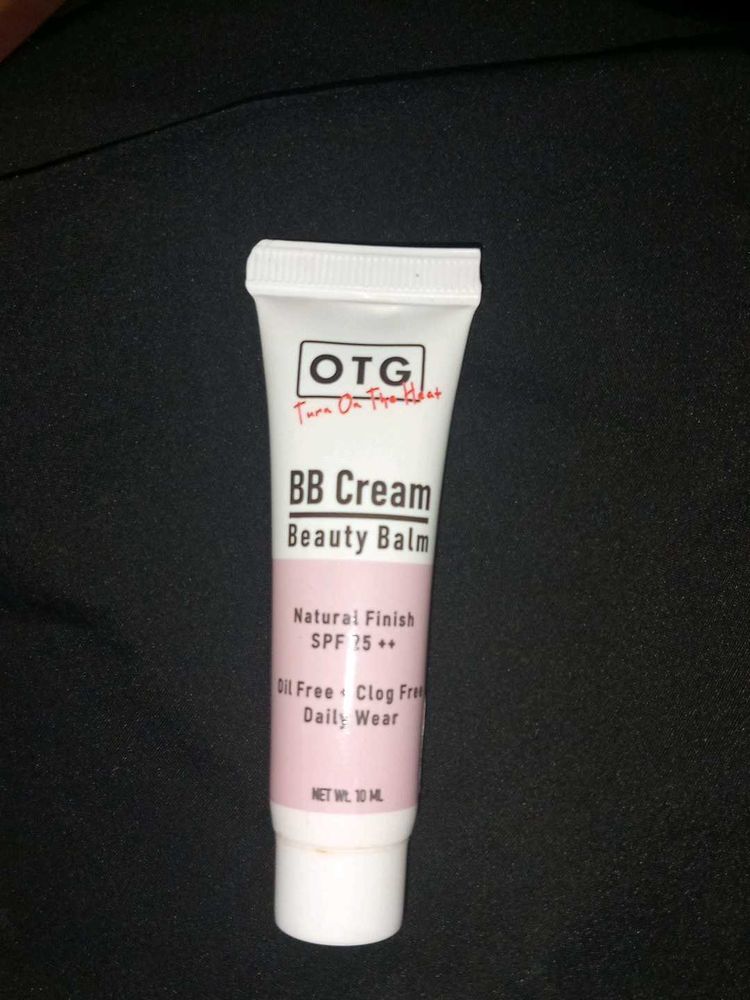 OTG
Turn On The Heat
BB Cream
Beauty Balm
Natural Finish
SPF 25 ++
Oil Free + Clog Free
Daily Wear
NET Wt. 10 ML